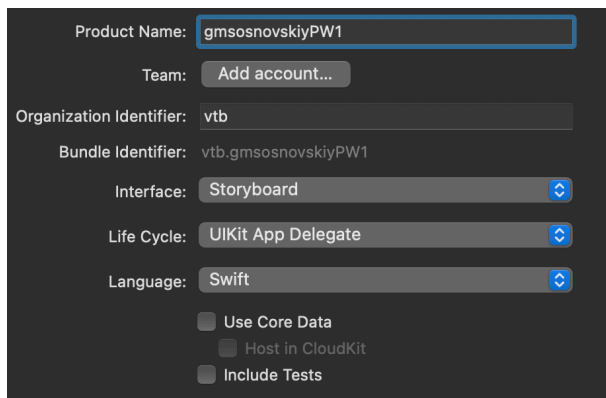 Product Name: gmsosnovskiyPW1
Team: Add account...
Organization Identifier: vtb
Bundle Identifier: vtb.gmsosnovskiyPW1
Interface: Storyboard
Life Cycle: UIKit App Delegate
Language: Swift
Use Core Data
Host in CloudKit
Include Tests